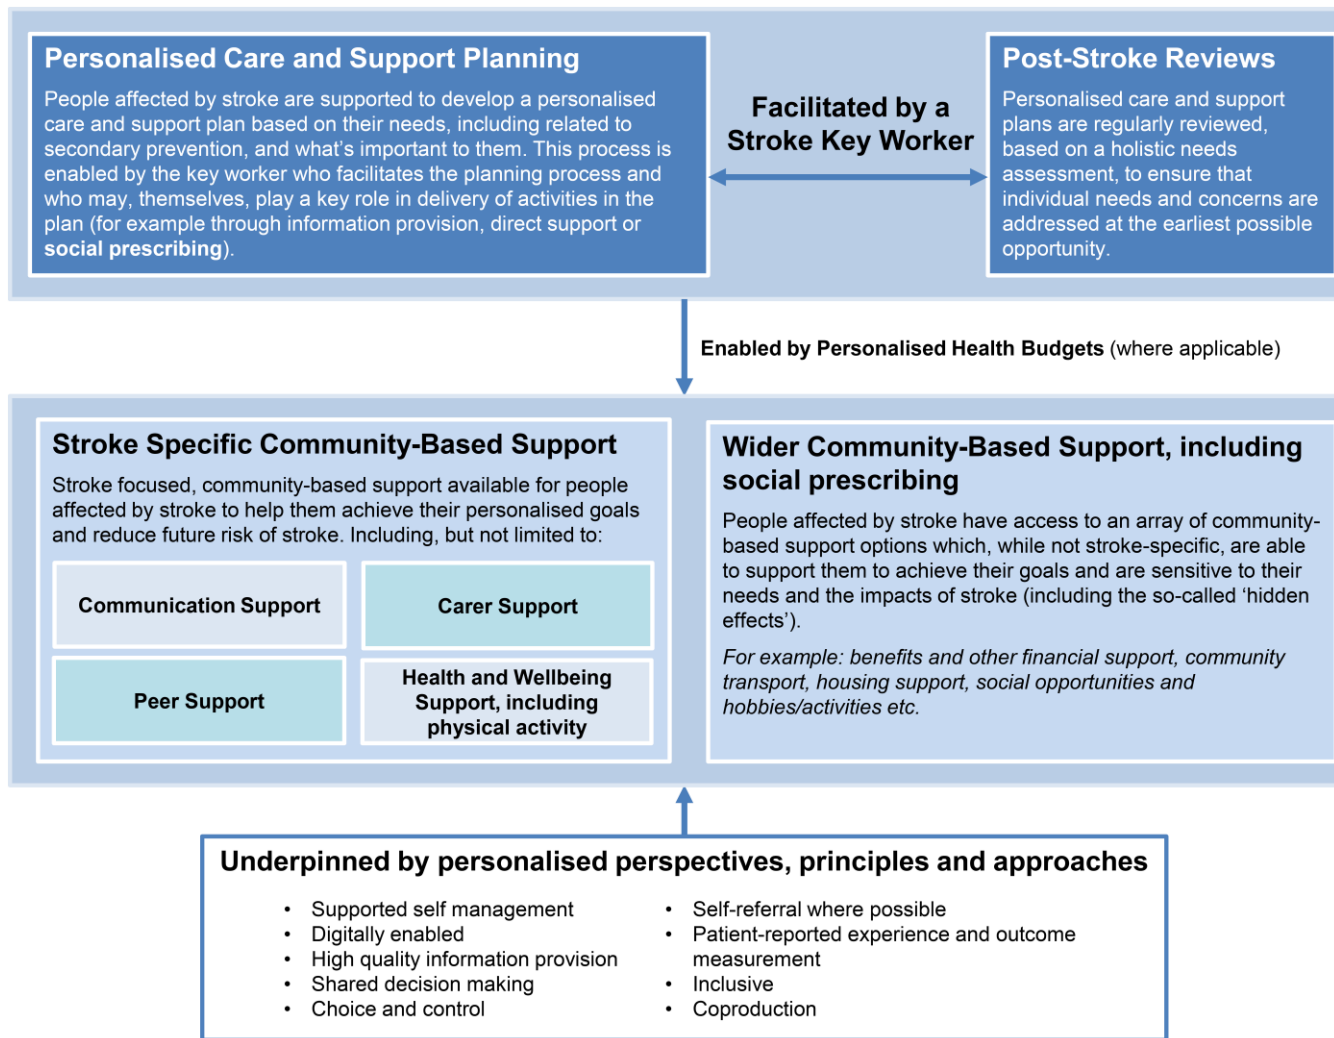 Personalised Care and Support Planning
People affected by stroke are supported to develop a personalised
care and support plan based on their needs, including related to
secondary prevention, and what's important to them. This process is
enabled by the key worker who facilitates the planning process and
who may, themselves, play a key role in delivery of activities in the
plan (for example through information provision, direct support or
social prescribing).
Facilitated by a
Stroke Key Worker
Post-Stroke Reviews
Personalised care and support
plans are regularly reviewed,
based on a holistic needs
assessment, to ensure that
individual needs and concerns are
addressed at the earliest possible
opportunity.
Enabled by Personalised Health Budgets (where applicable)
Stroke Specific Community-Based Support
Stroke focused, community-based support available for people
affected by stroke to help them achieve their personalised goals
and reduce future risk of stroke. Including, but not limited to:
Communication Support
Carer Support
Peer Support
Health and Wellbeing
Support, including
physical activity
Wider Community-Based Support, including
social prescribing
People affected by stroke have access to an array of community-
based support options which, while not stroke-specific, are able
to support them to achieve their goals and are sensitive to their
needs and the impacts of stroke (including the so-called ‘hidden
effects’).
For example: benefits and other financial support, community
transport, housing support, social opportunities and
hobbies/activities etc.
Underpinned by personalised perspectives, principles and approaches
• Supported self management
• Digitally enabled
• High quality information provision
• Shared decision making
• Choice and control
• Self-referral where possible
• Patient-reported experience and outcome
measurement
• Inclusive
• Coproduction